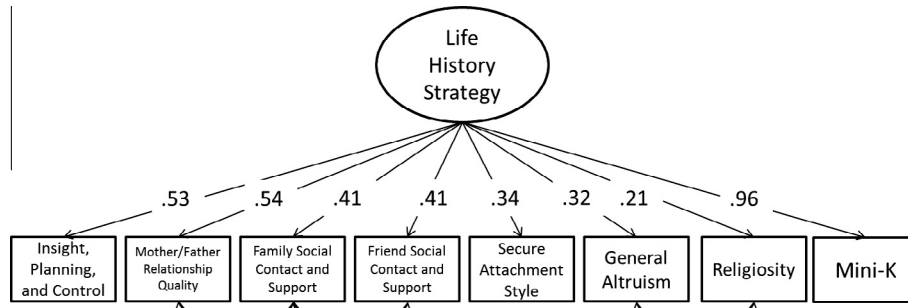 Life
History
Strategy
.53
.54
.41
.41
.34
.32
.21
.96
Insight,
Planning,
and Control
Mother/Father
Relationship
Quality
Family Social
Contact and
Support
Friend Social
Contact and
Support
Secure
Attachment
Style
General
Altruism
Religiosity
Mini-K